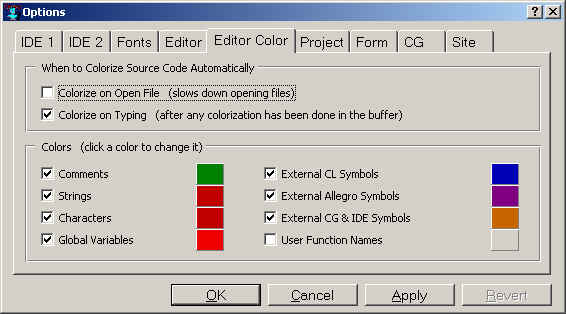 Options
IDE 1 IDE 2 Fonts Editor Editor Color Project Form CG Site
When to Colorize Source Code Automatically
Colorize on Open File (slows down opening files)
Colorize on Typing (after any colorization has been done in the buffer)
Colors (click a color to change it)
Comments External CL Symbols
Strings External Allegro Symbols
Characters External CG & IDE Symbols
Global Variables User Function Names
OK Cancel Apply Revert